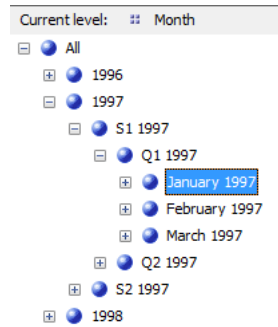 Current level: Month
All
1996
1997
S1 1997
Q1 1997
January 1997
February 1997
March 1997
Q2 1997
S2 1997
1998